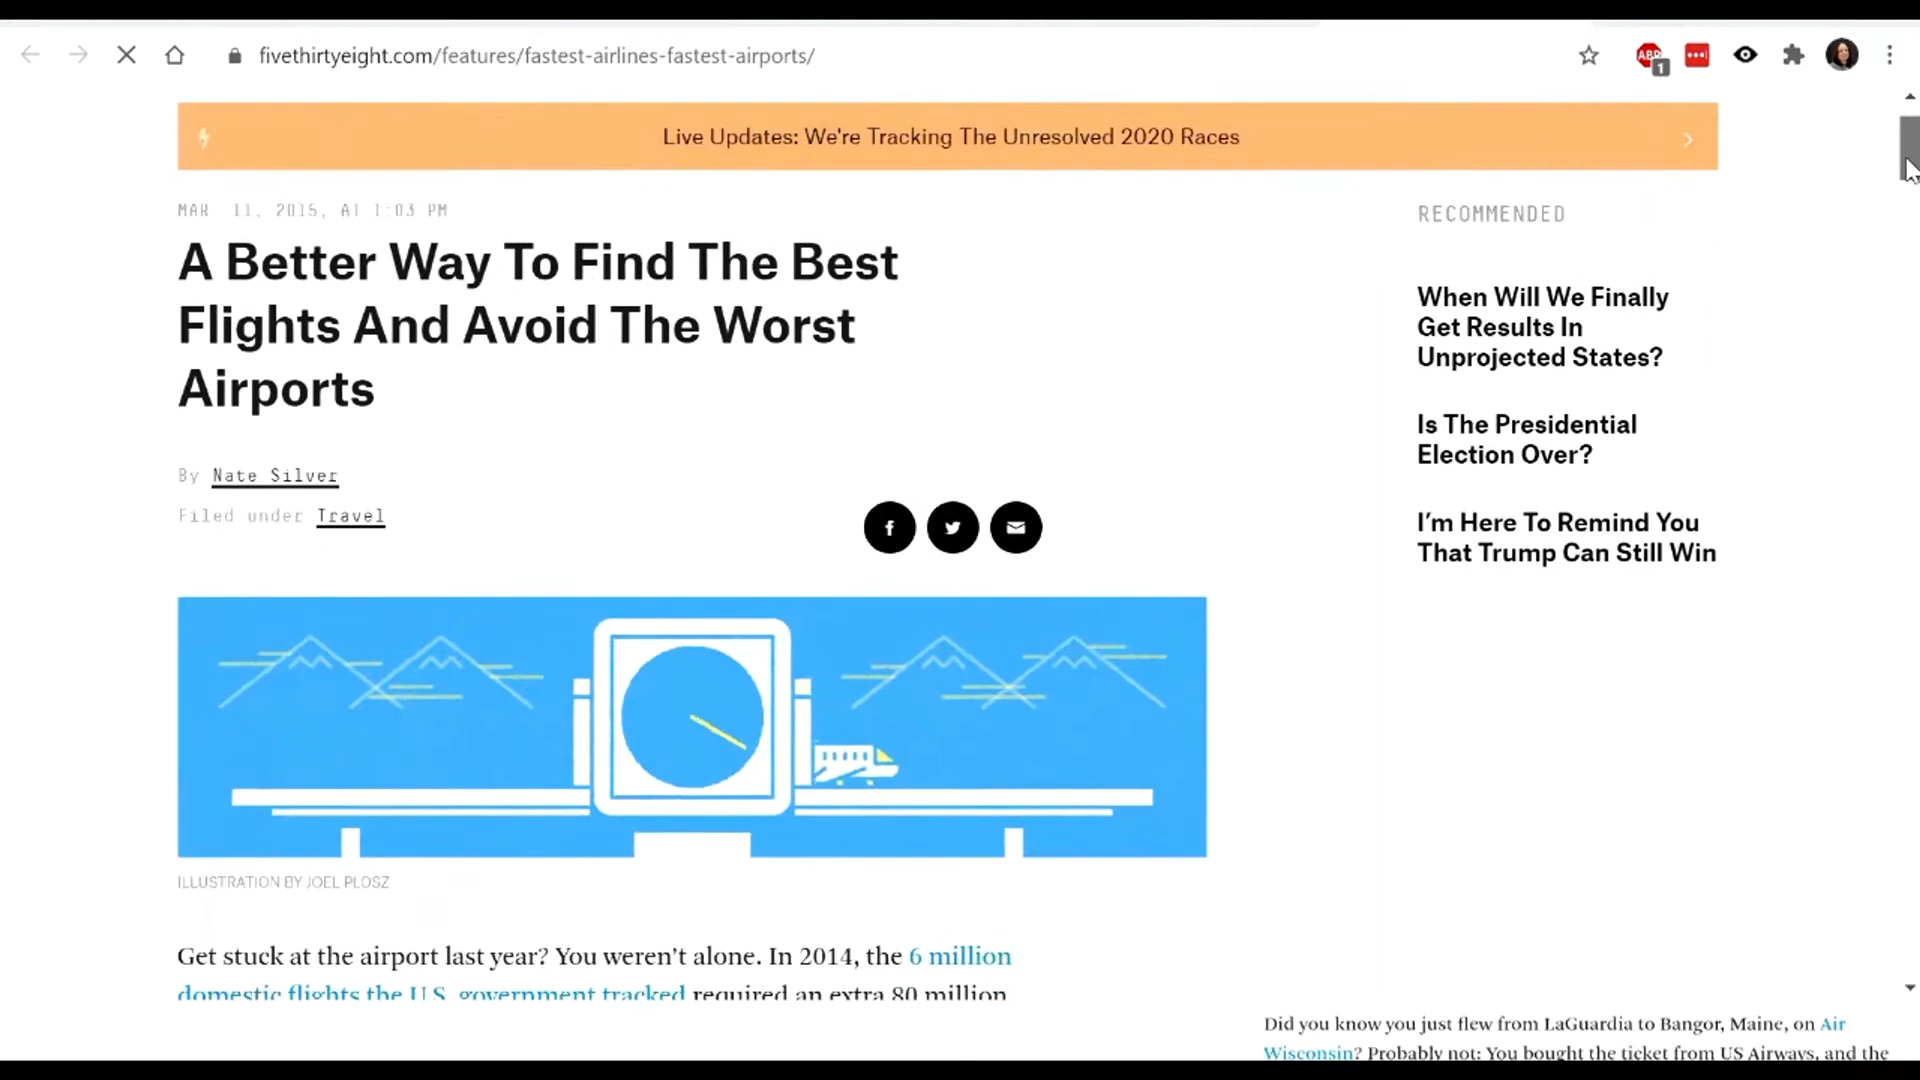 fivethirtyeight.com/features/fastest-airlines-fastest-airports/
ABP
1
Live Updates: We're Tracking The Unresolved 2020 Races
MAR 11, 2015, AT 1:03 PM
A Better Way To Find The Best
Flights And Avoid The Worst
Airports
By Nate Silver
Filed under Travel
ILLUSTRATION BY JOEL PLOSZ
Get stuck at the airport last year? You weren't alone. In 2014, the 6 million
domestic flights the U.S. government tracked required an extra 80 million
RECOMMENDED
When Will We Finally
Get Results In
Unprojected States?
Is The Presidential
Election Over?
I'm Here To Remind You
That Trump Can Still Win
Did you know you just flew from LaGuardia to Bangor, Maine, on Air
Wisconsin? Probably not: You bought the ticket from US Airways, and the